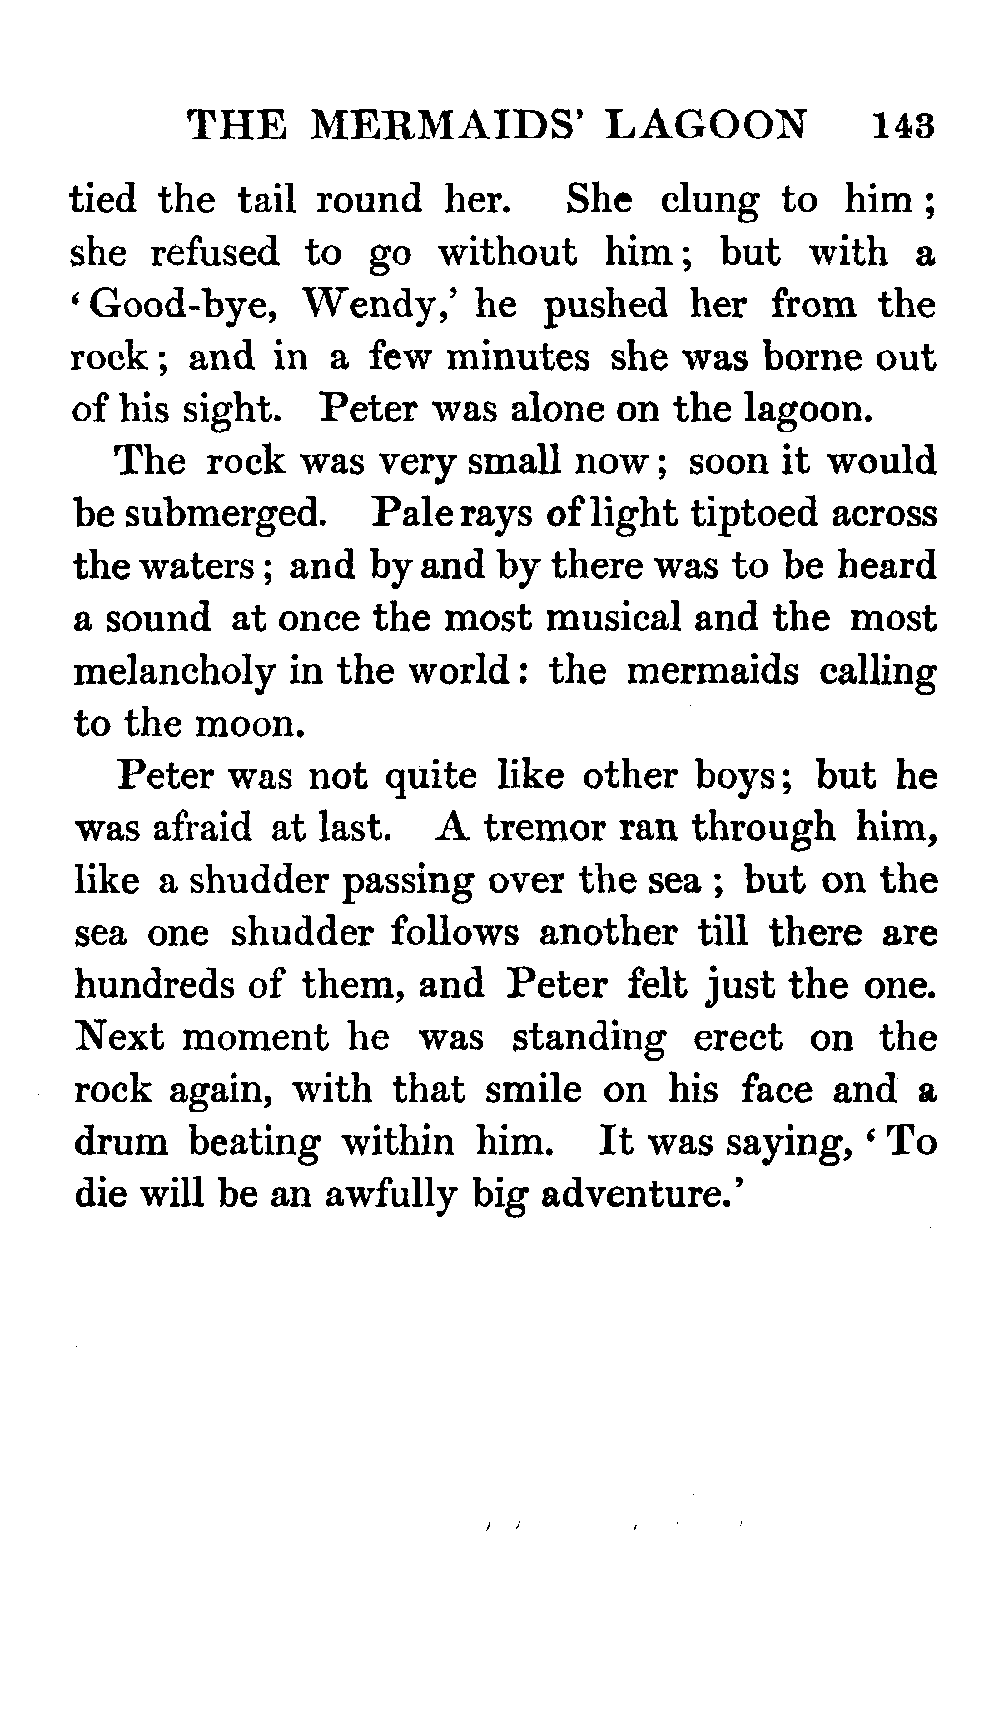 THE MERMAIDS' LAGOON 143
tied the tail round her. She clung to him ;
she refused to go without him ; but with a
‘ Good-bye, Wendy,’ he pushed her from the
rock ; and in a few minutes she was borne out
of his sight. Peter was alone on the lagoon.
The rock was very small now ; soon it would
be submerged. Pale rays of light tiptoed across
the waters ; and by and by there was to be heard
a sound at once the most musical and the most
melancholy in the world : the mermaids calling
to the moon.
Peter was not quite like other boys ; but he
was afraid at last. A tremor ran through him,
like a shudder passing over the sea ; but on the
sea one shudder follows another till there are
hundreds of them, and Peter felt just the one.
Next moment he was standing erect on the
rock again, with that smile on his face and a
drum beating within him. It was saying, ‘ To
die will be an awfully big adventure.’